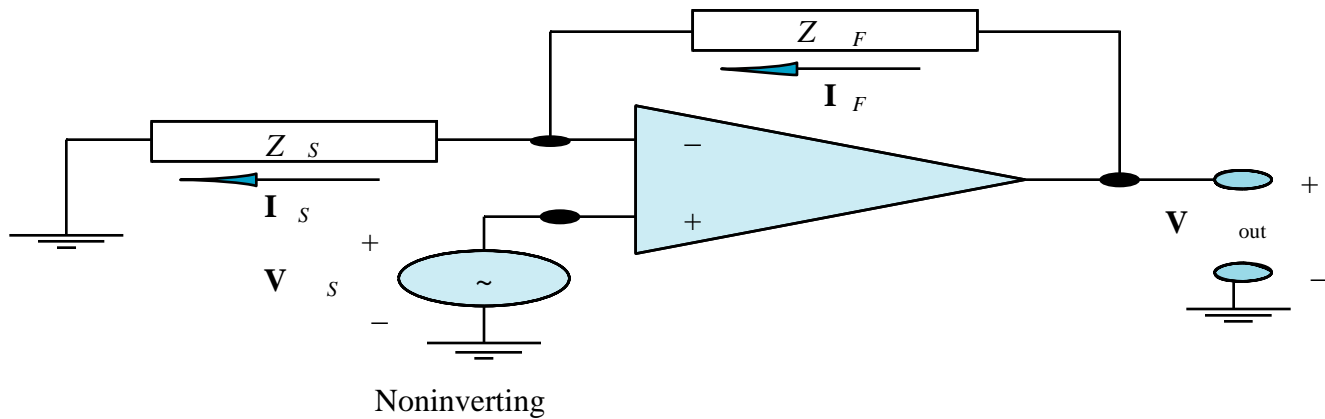 Z F
I F
Z S
−
I S
+
+
+
V out
V S
~
−
−
Noninverting